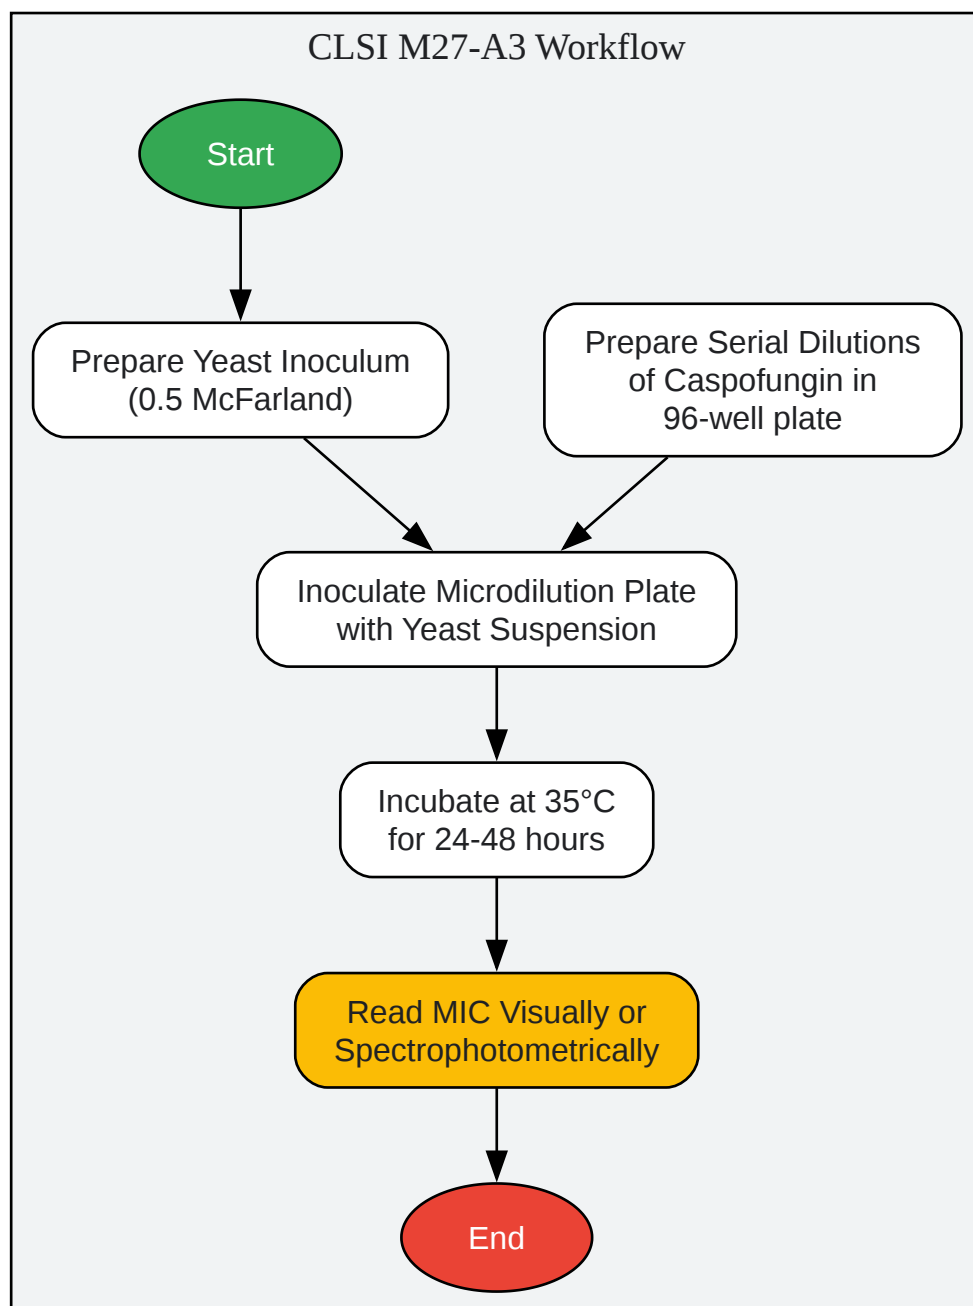 CLSI M27-A3 Workflow
Start
Prepare Yeast Inoculum
(0.5 McFarland)
Prepare Serial Dilutions
of Caspofungin in
96-well plate
Inoculate Microdilution Plate
with Yeast Suspension
Incubate at 35°C
for 24-48 hours
Read MIC Visually or
Spectrophotometrically
End